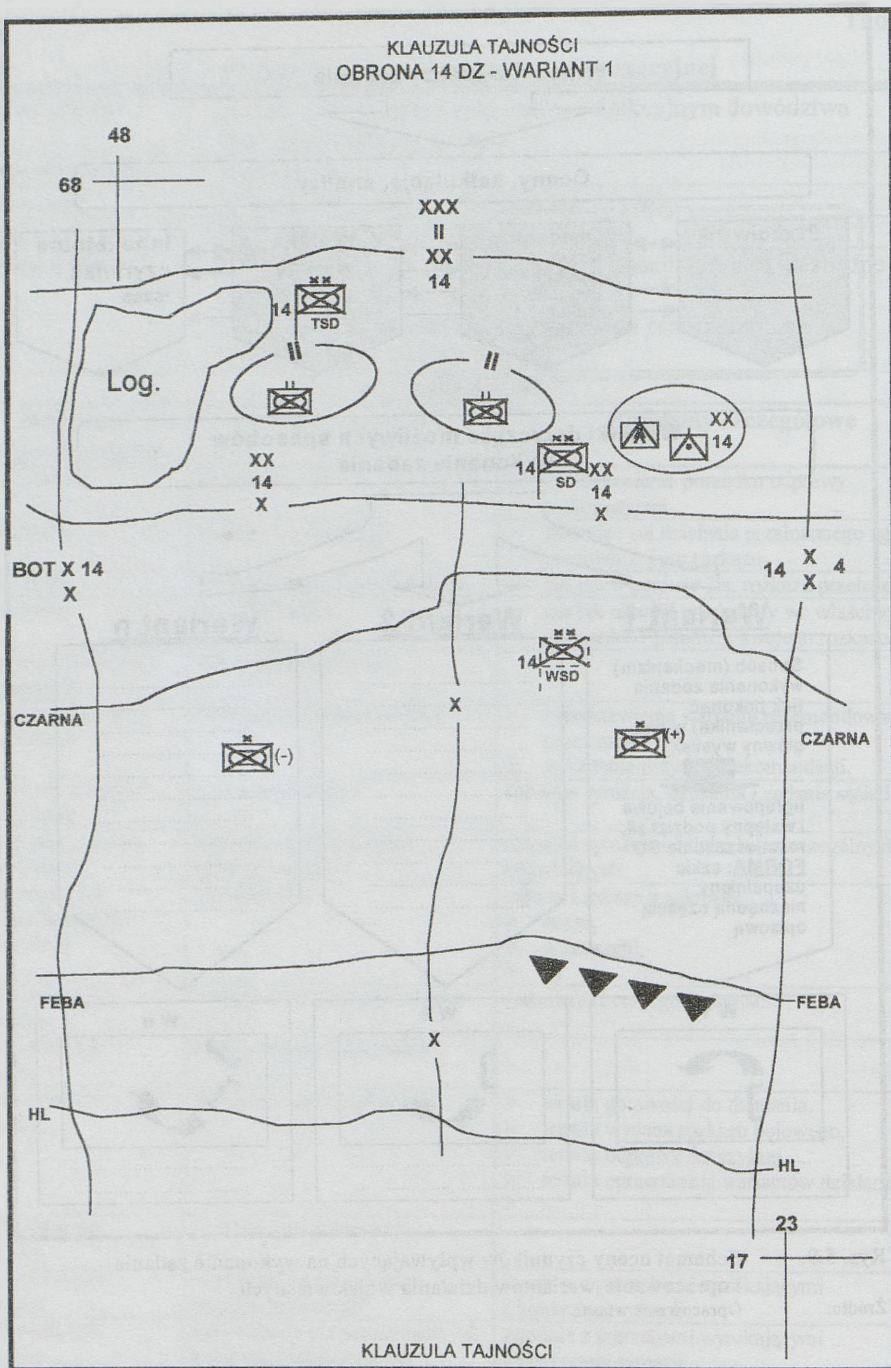 KLAUZULA TAJNOŚCI
OBRONA 14 DZ - WARIANT 1
48
68
XXX
II
XX
14
14
TSD
II
II
Log.
XX
14
XX
14
X
14
SD
XX
14
X
BOT X 14
X
14 X 4
X
14
WSD
CZARNA
X
CZARNA
(-)
(+)
FEBA
FEBA
X
HL
HL
23
17
KLAUZULA TAJNOŚCI